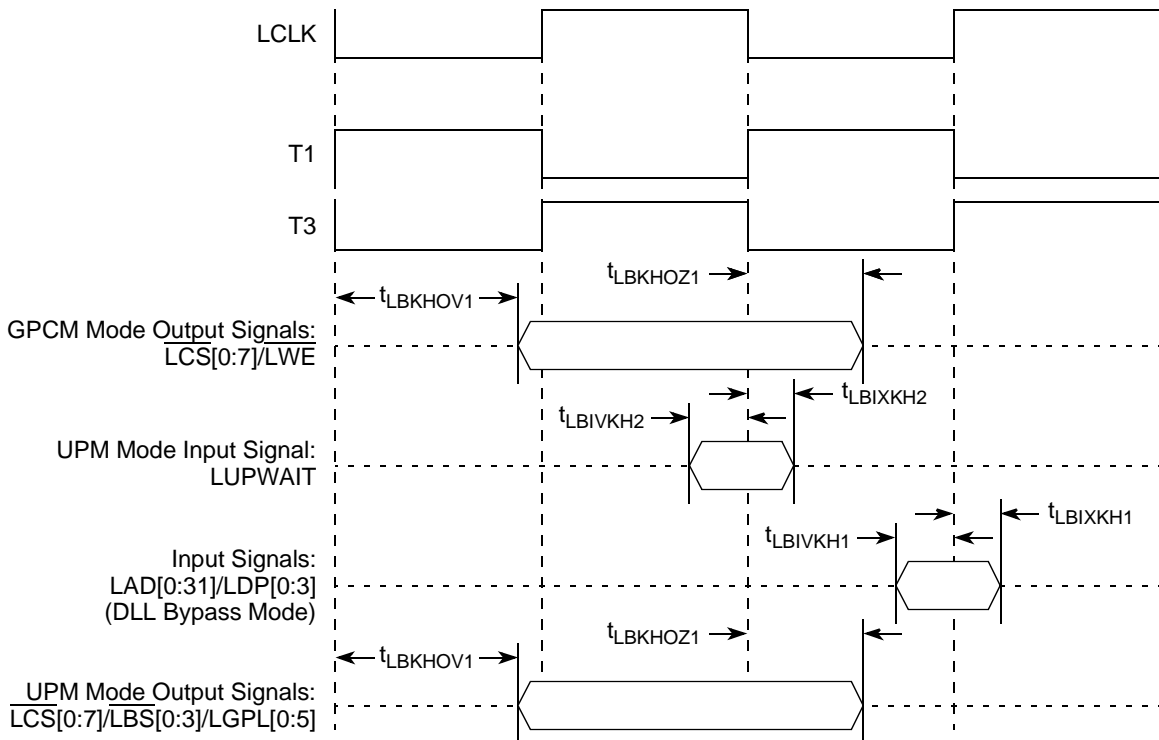 LCLK
T1
T3
tLBKHOZ1
tLBKHOV1
GPCM Mode Output Signals:
LCS[0:7]/LWE
tLBIXKH2
tLBIVKH2
UPM Mode Input Signal:
LUPWAIT
tLBIXKH1
tLBIVKH1
Input Signals:
LAD[0:31]/LDP[0:3]
(DLL Bypass Mode)
tLBKHOZ1
tLBKHOV1
UPM Mode Output Signals:
LCS[0:7]/LBS[0:3]/LGPL[0:5]